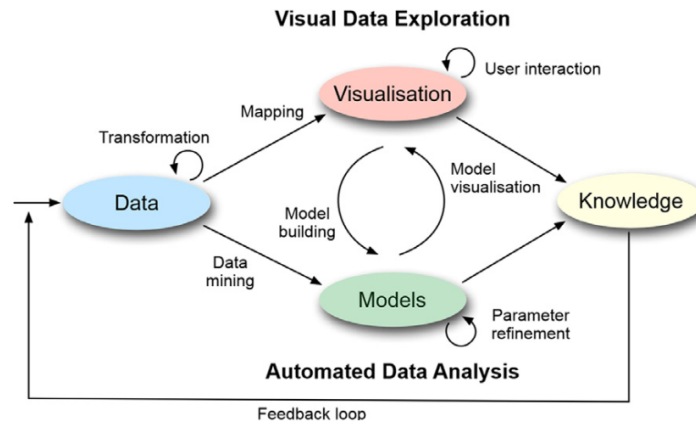 Visual Data Exploration
User interaction
Visualisation
Mapping
Transformation
Model
visualisation
Data
Knowledge
Model
building
Data
mining
Models
Parameter
refinement
Automated Data Analysis
Feedback loop